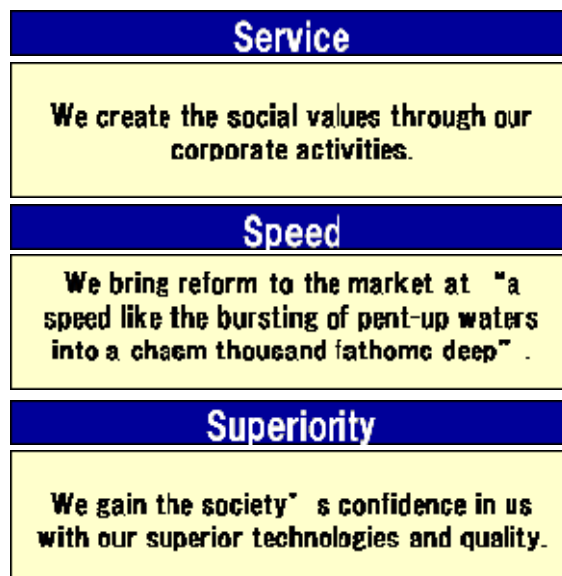 Service
We create the social values through our
corporate activities.
Speed
We bring reform to the market at “a
speed like the bursting of pent-up waters
into a chasm thousand fathoms deep” .
Superiority
We gain the society’ s confidence in us
with our superior technologies and quality.